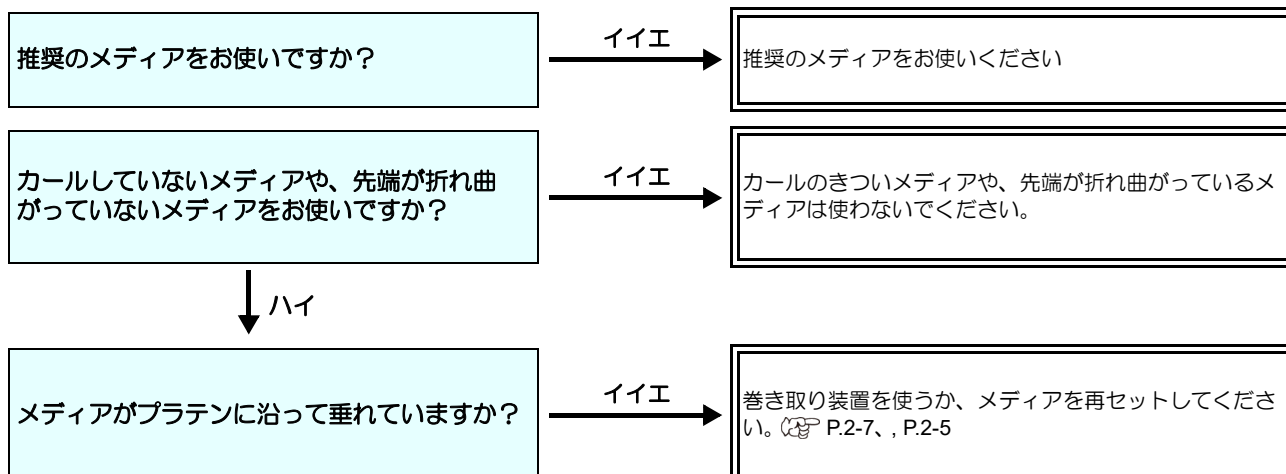 推奨のメディアをお使いですか？
イイエ
推奨のメディアをお使いください
カールしていないメディアや、先端が折れ曲
がっていないメディアをお使いですか？
イイエ
カールのきついメディアや、先端が折れ曲がっているメ
ディアは使わないでください。
ハイ
メディアがプラテンに沿って垂れていますか？
イイエ
巻き取り装置を使うか、メディアを再セットしてくださ
い。( P.2-7、, P.2-5